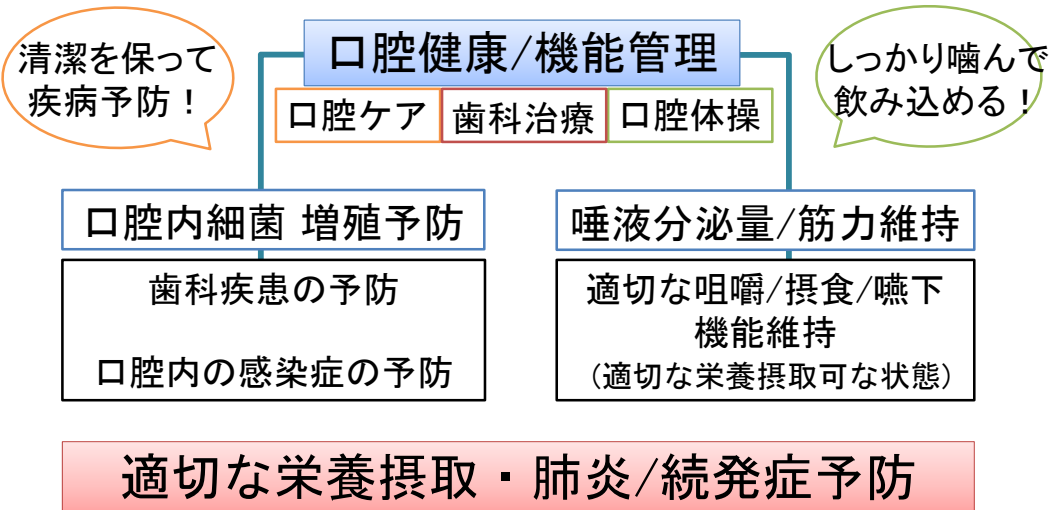 清潔を保って
疾病予防！
口腔健康/機能管理
しっかり噛んで
飲み込める！
口腔ケア
歯科治療
口腔体操
口腔内細菌 増殖予防
唾液分泌量/筋力維持
歯科疾患の予防
口腔内の感染症の予防
適切な咀嚼/摂食/嚥下
機能維持
（適切な栄養摂取可な状態）
適切な栄養摂取・肺炎/続発症予防